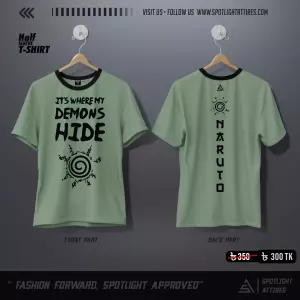 VISIT US • FOLLOW US WWW.SPOTLIGHTATTIRES.COM
Half
SLEEVE
T-SHIRT
IT'S WHERE MY
DEMONS
HIDE
NARUTO
FRONT PART
BACK PART
৳ 350
৳ 300 TK
" FASHION FORWARD, SPOTLIGHT APPROVED"
SPOTLIGHT
ATTIRES